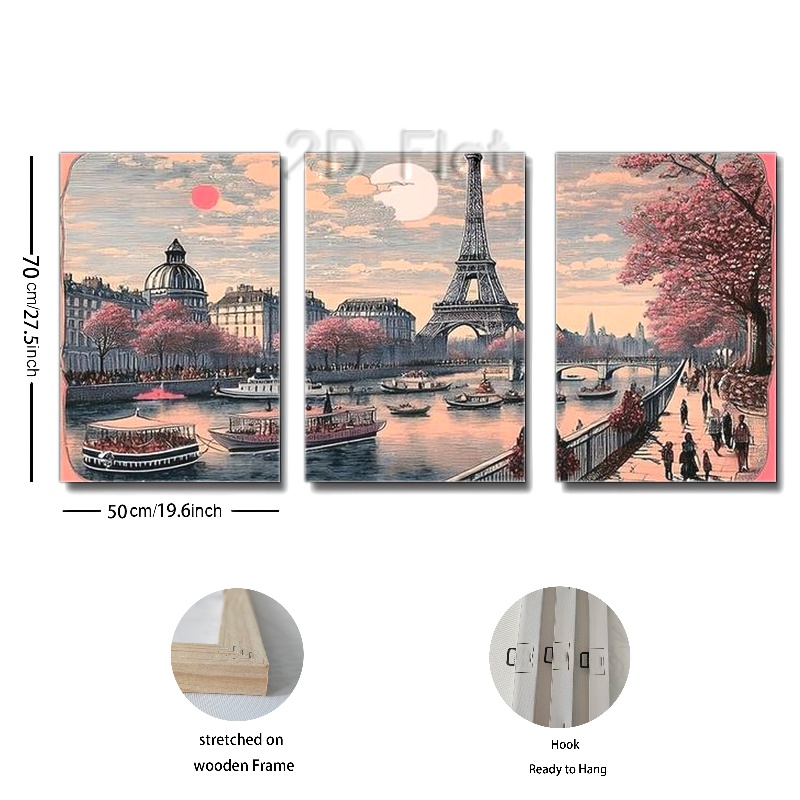 2D Flat
70 cm/27.5inch
50 cm/19.6inch
stretched on
wooden Frame
Hook
Ready to Hang